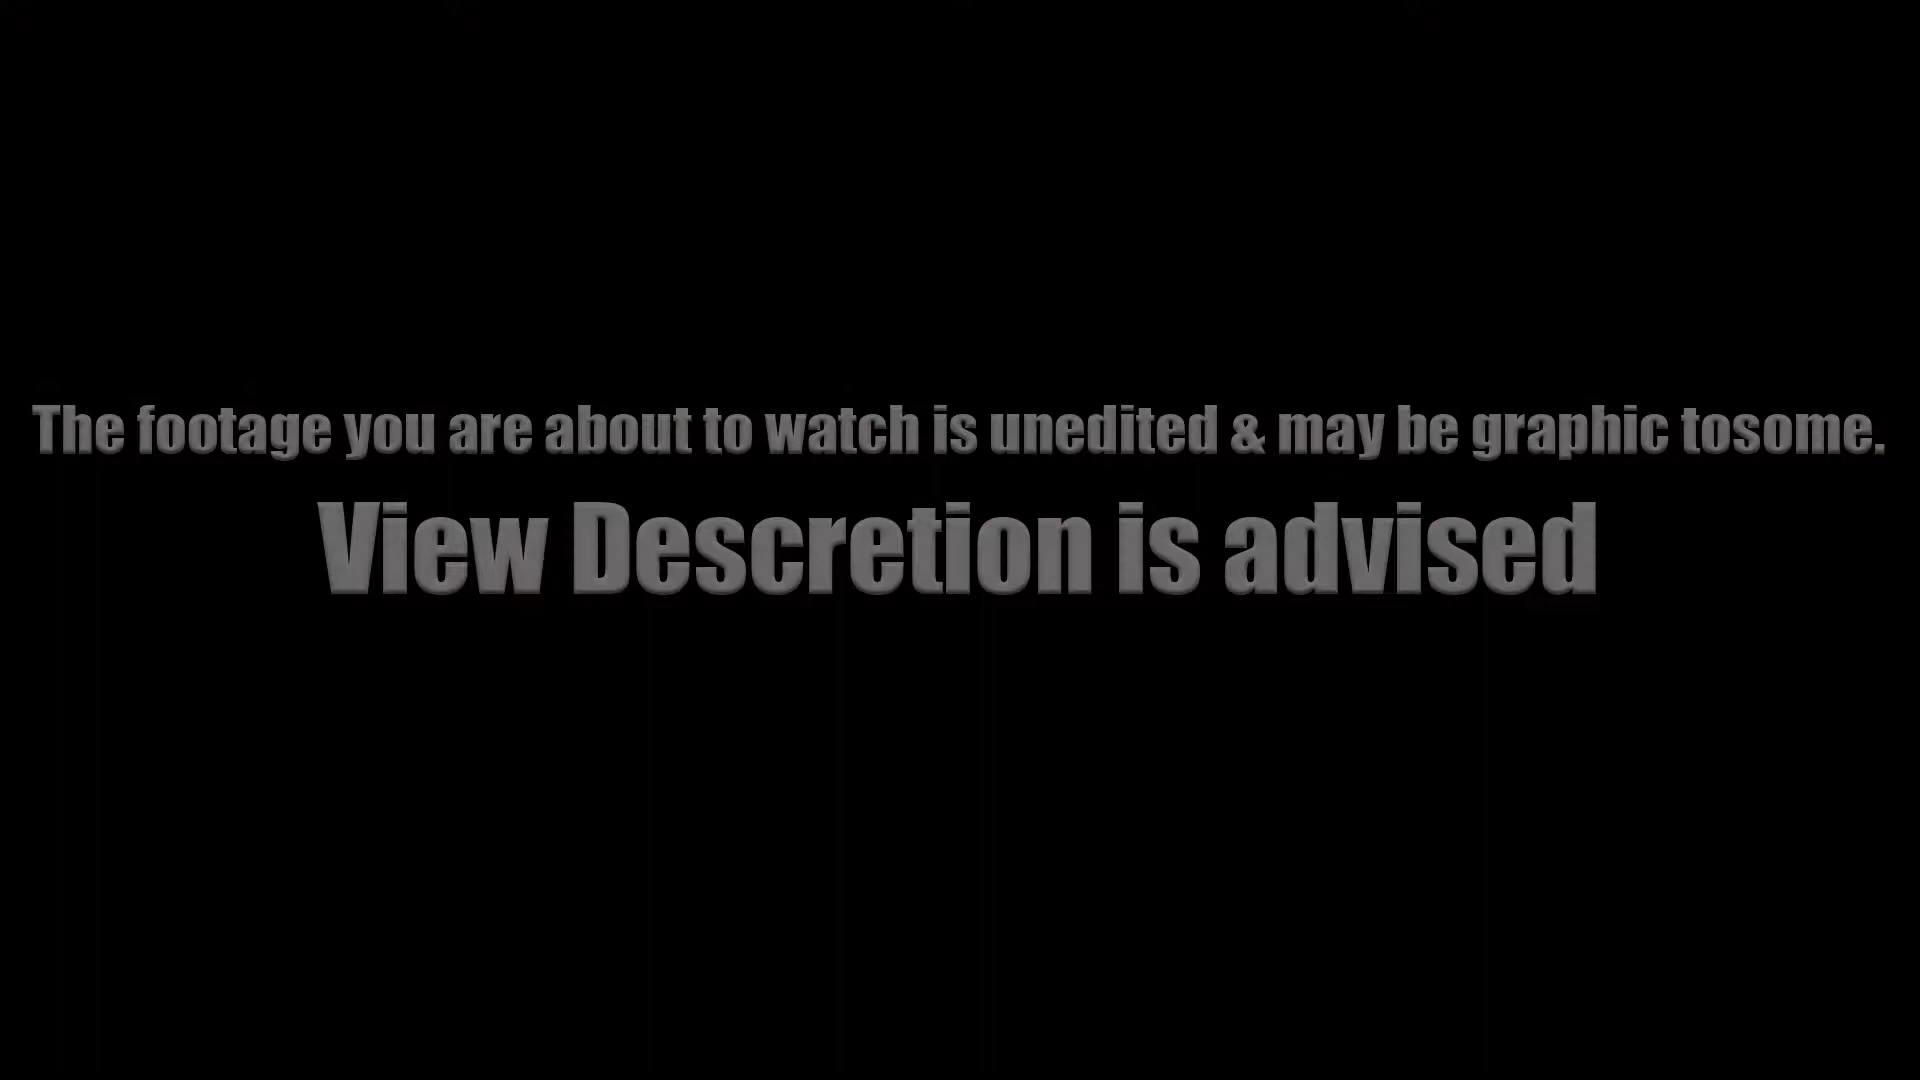 The footage you are about to watch is unedited & may be graphic tosome.
View Descretion is advised